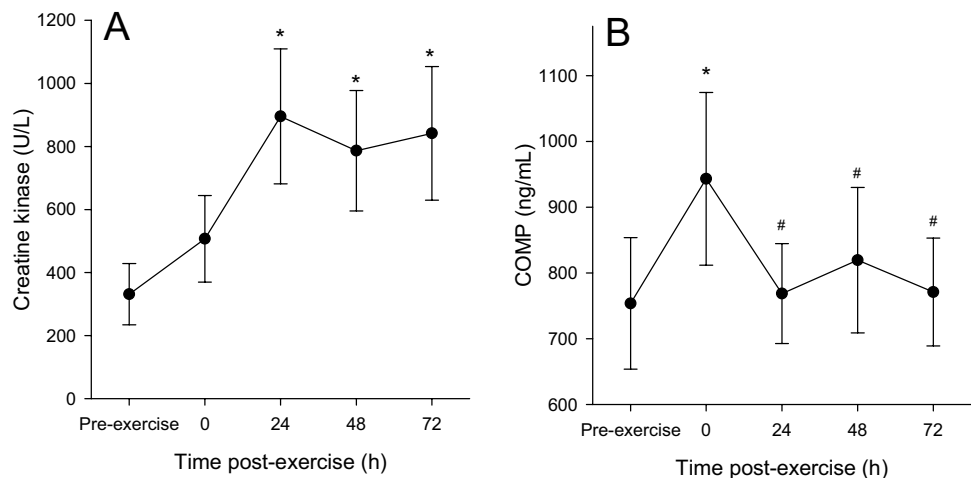 A
Creatine kinase (U/L)
1200
1000
800
600
400
200
0
*
*
*
Pre-exercise 0 24 48 72
Time post-exercise (h)
B
COMP (ng/mL)
1100
1000
900
800
700
600
*
#
#
#
Pre-exercise 0 24 48 72
Time post-exercise (h)